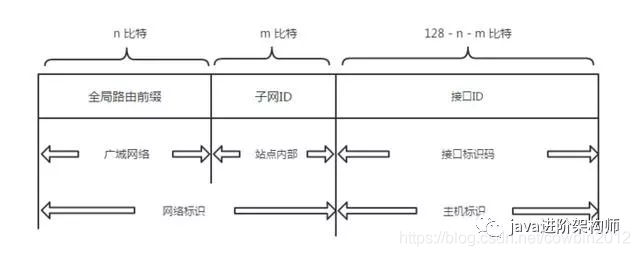 n 比特 m 比特 128 - n - m 比特
全局路由前缀 子网ID 接口ID
广域网络 站点内部 接口标识码
网络标识 主机标识
java进阶架构师
https://blog.csdn.net/cowbin2012